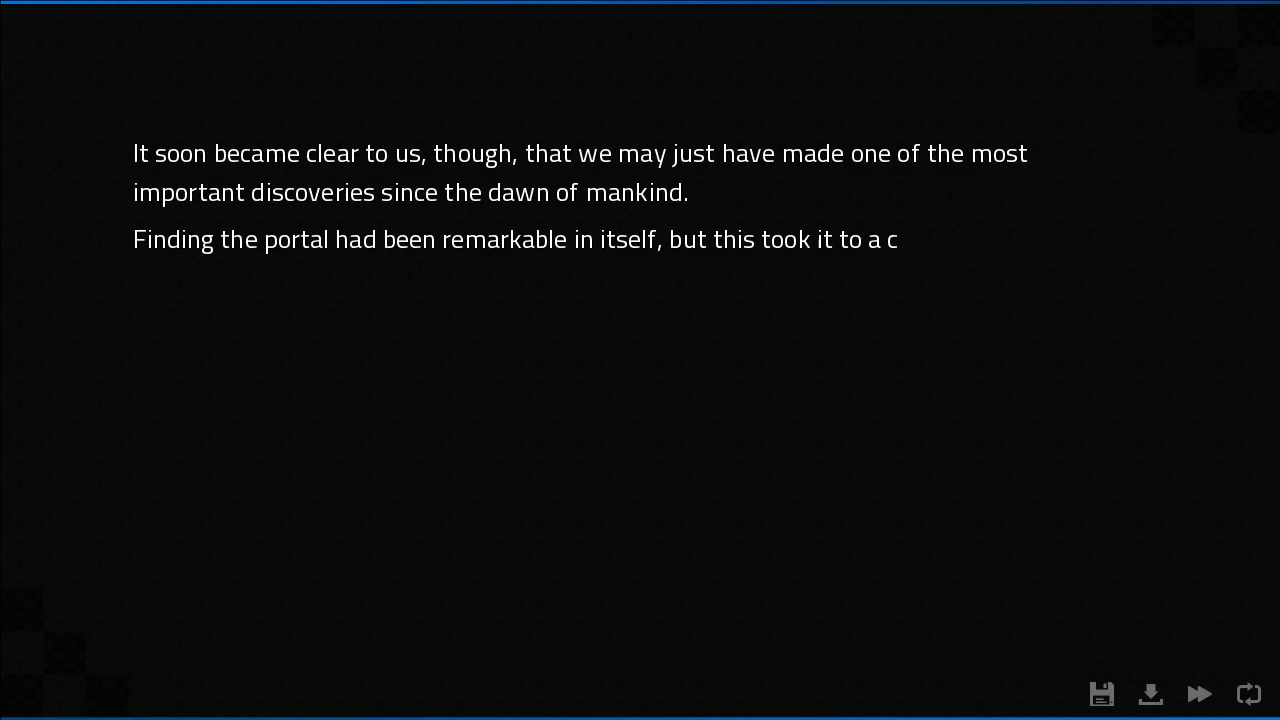 It soon became clear to us, though, that we may just have made one of the most
important discoveries since the dawn of mankind.
Finding the portal had been remarkable in itself, but this took it to a c